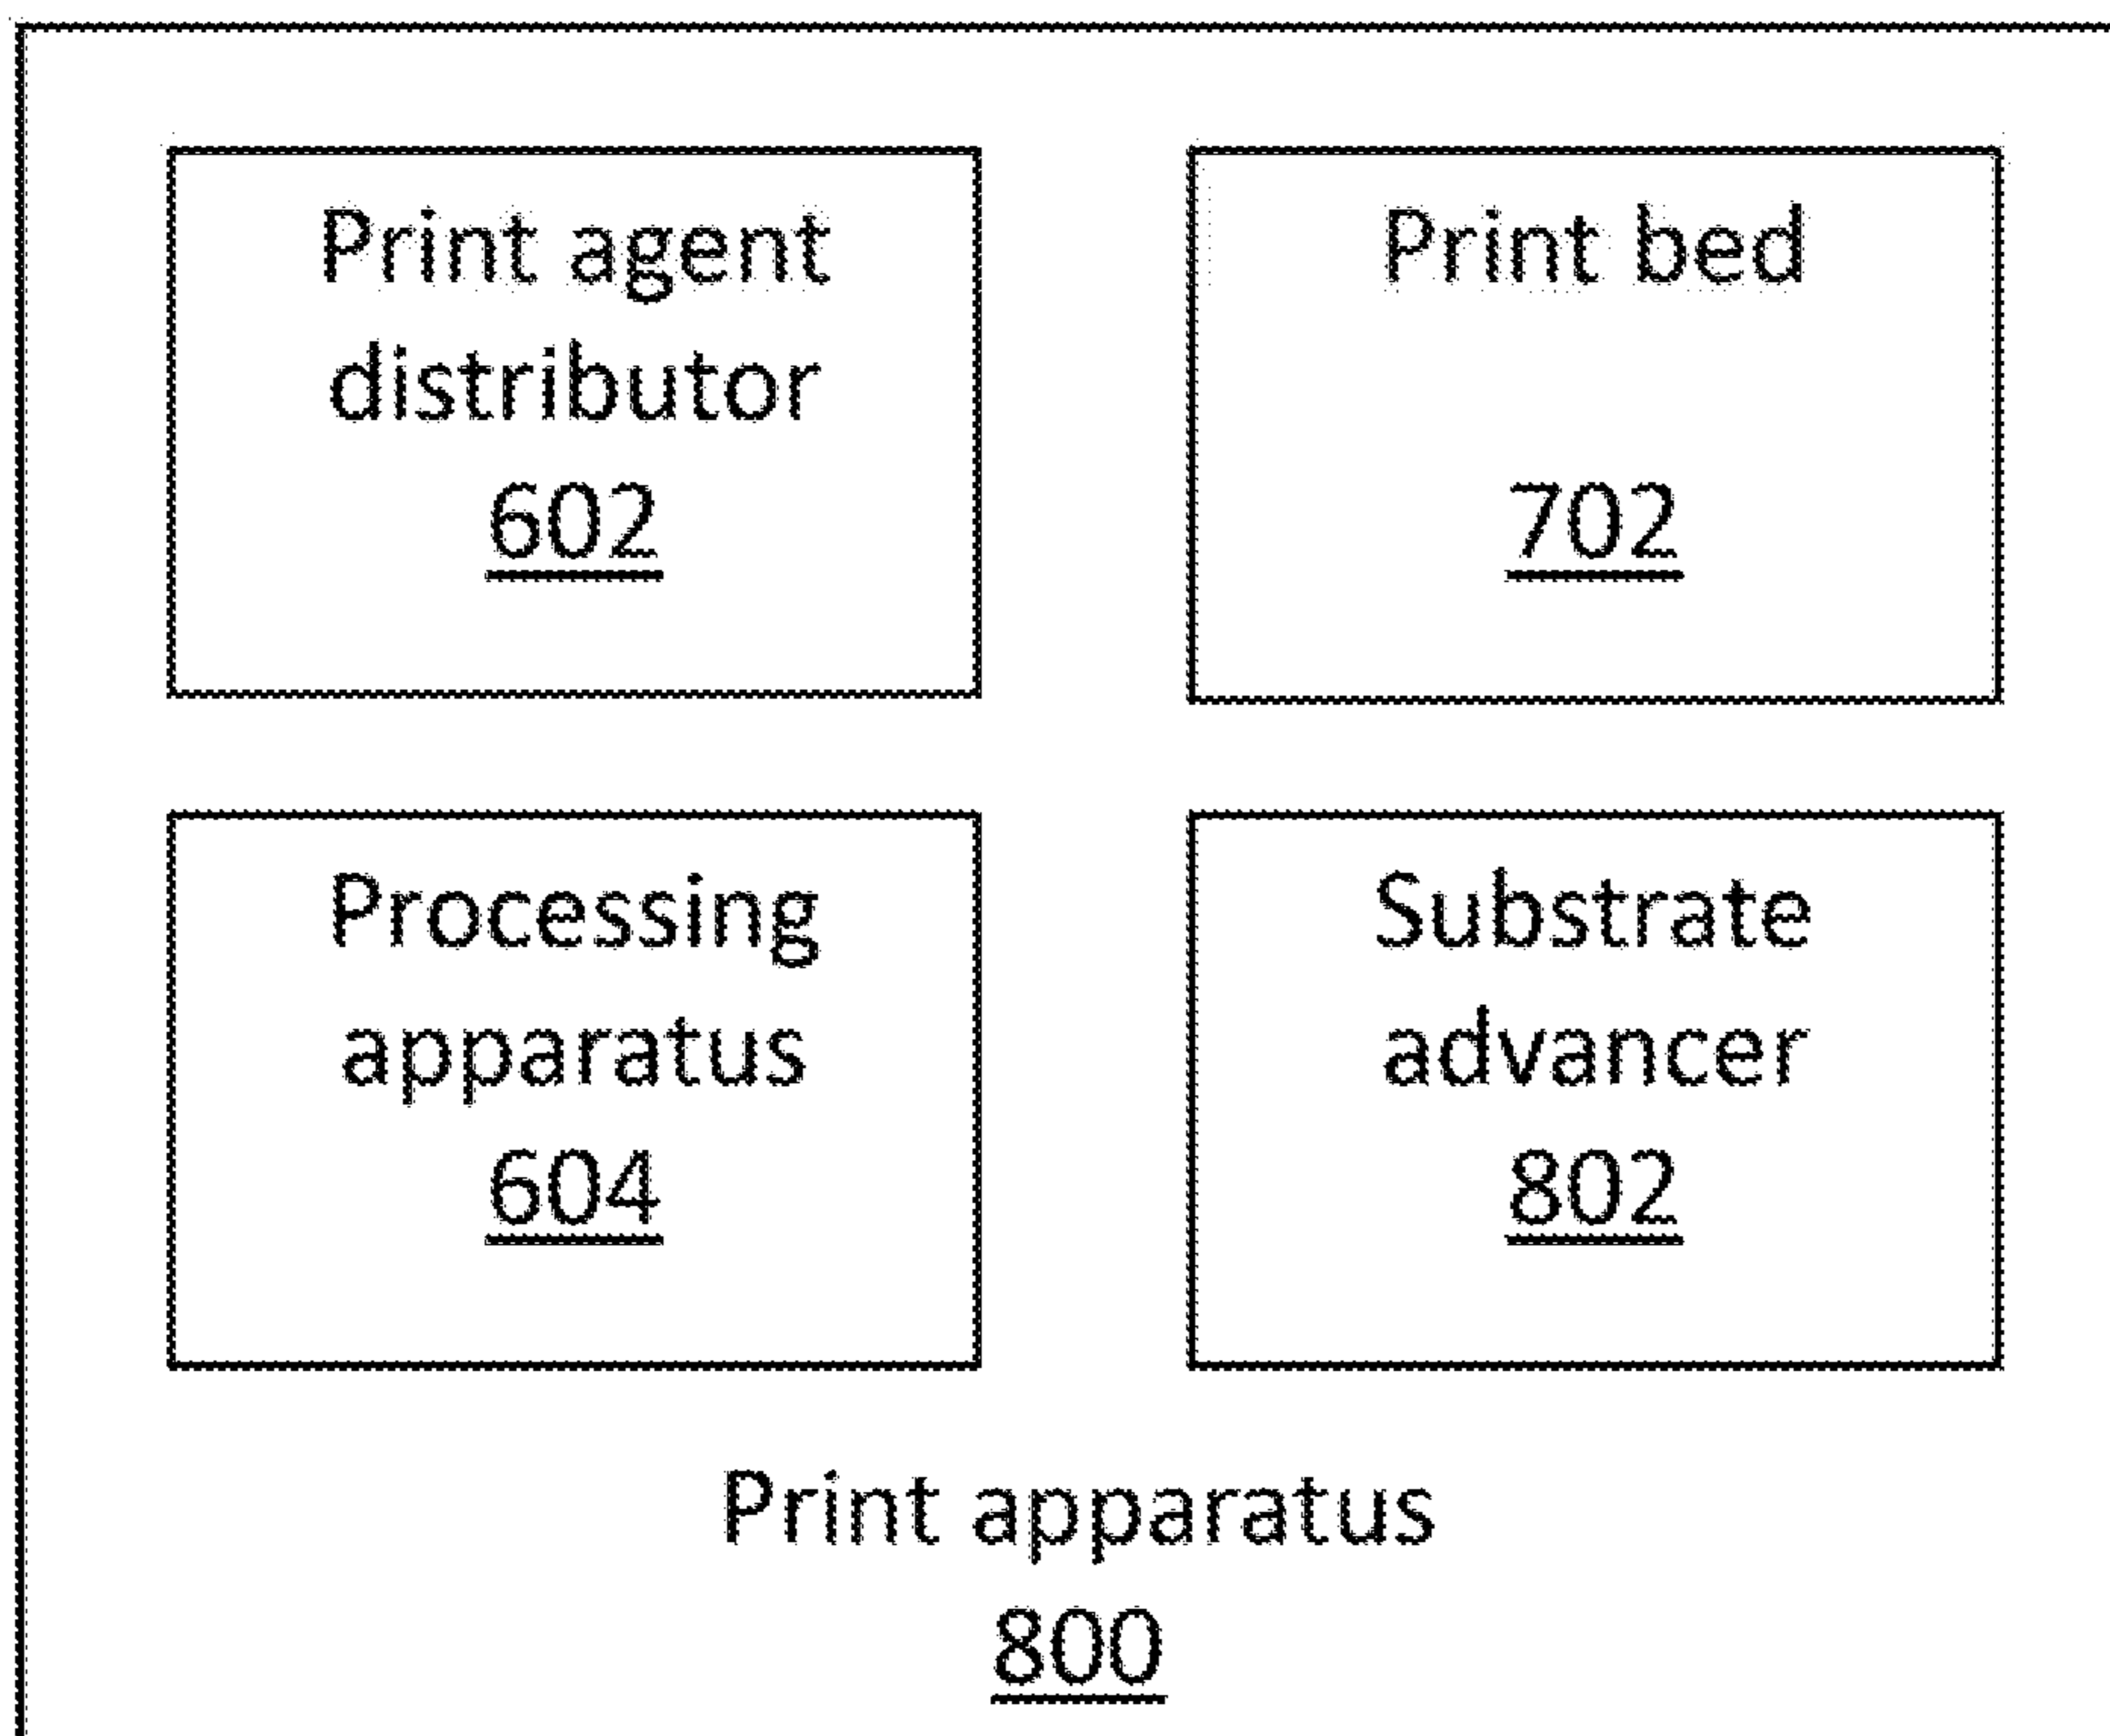 Print agent
distributor
602
Print bed
702
Processing
apparatus
604
Substrate
advancer
802
Print apparatus
800